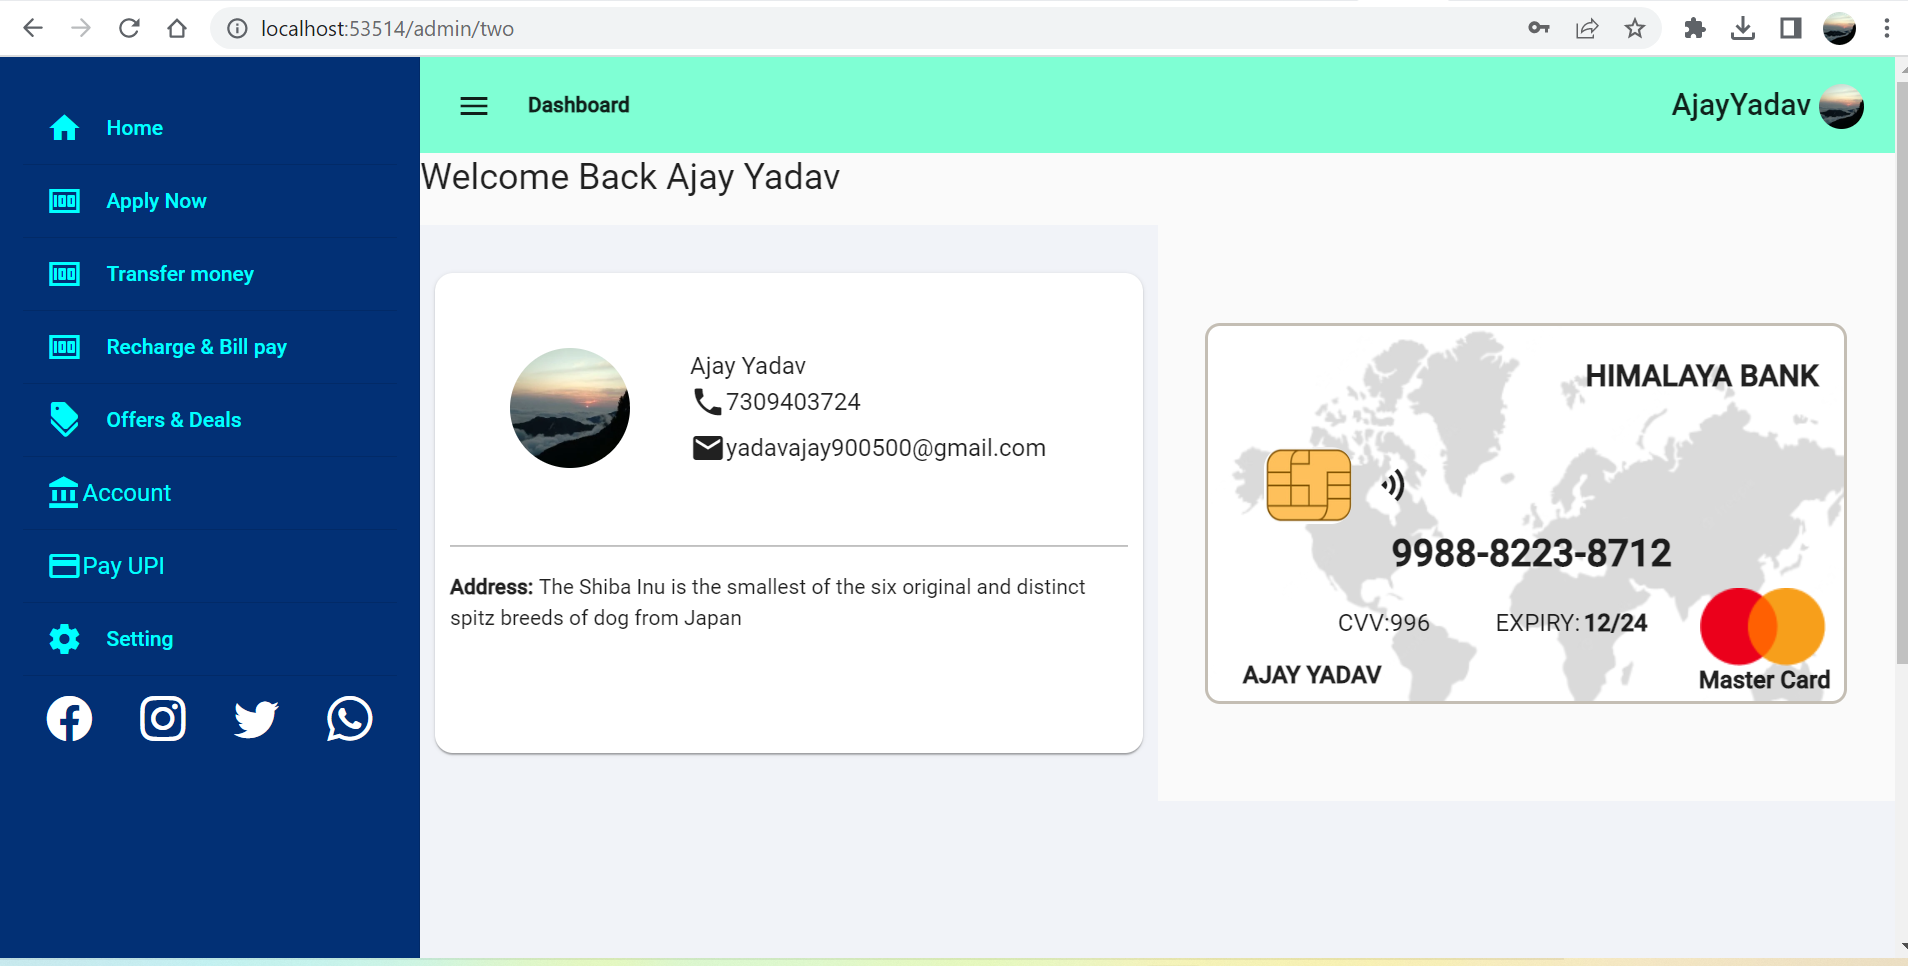 localhost:53514/admin/two
Home
Apply Now
Transfer money
Recharge & Bill pay
Offers & Deals
Account
Pay UPI
Setting
Dashboard
AjayYadav
Welcome Back Ajay Yadav
Ajay Yadav
7309403724
yadavajay900500@gmail.com
Address: The Shiba Inu is the smallest of the six original and distinct
spitz breeds of dog from Japan
HIMALAYA BANK
9988-8223-8712
CVV:996 EXPIRY: 12/24
AJAY YADAV
Master Card